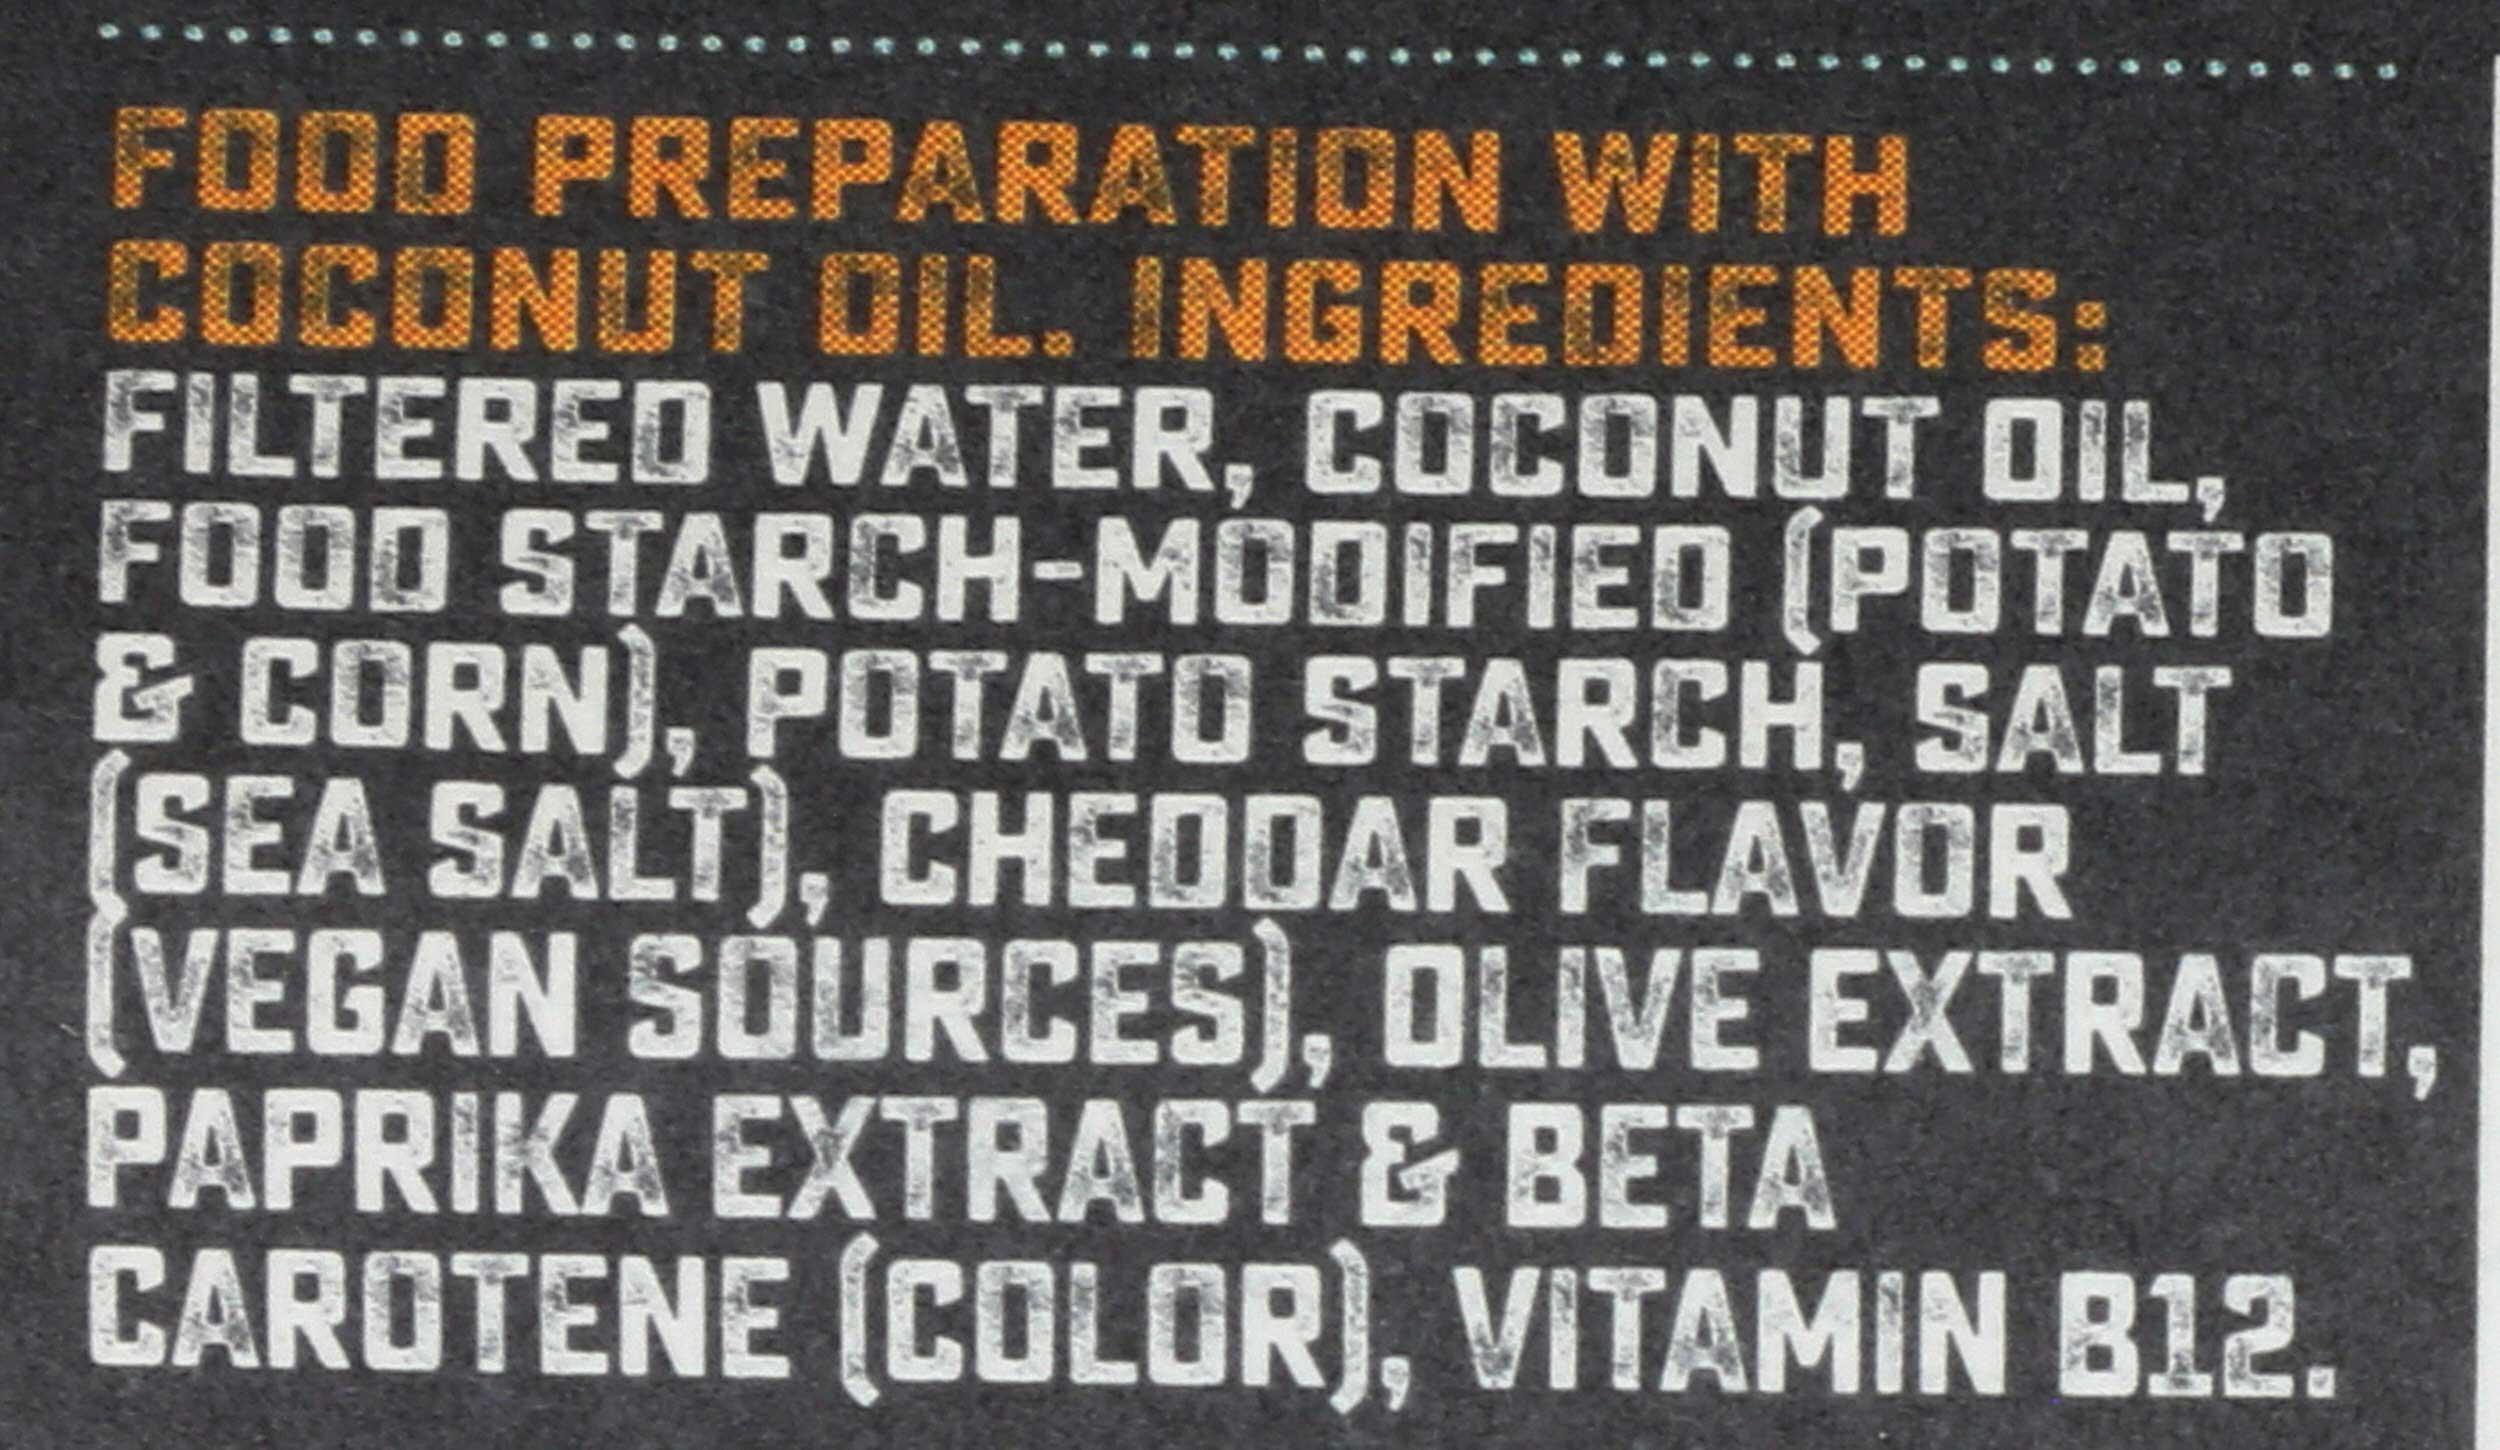 FOOD PREPARATION WITH
COCONUT OIL. INGREDIENTS:
FILTERED WATER, COCONUT OIL,
FOOD STARCH-MODIFIED (POTATO
& CORN), POTATO STARCH, SALT
(SEA SALT), CHEDDAR FLAVOR
(VEGAN SOURCES), OLIVE EXTRACT,
PAPRIKA EXTRACT & BETA
CAROTENE (COLOR), VITAMIN B12.